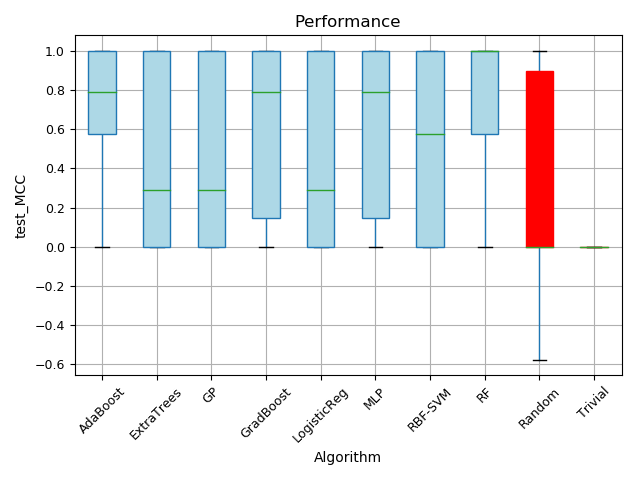 Performance
1.0
0.8
0.6
0.4
0.2
0.0
−0.2
−0.4
−0.6
test_MCC
AdaBoost
ExtraTrees
GP
GradBoost
LogisticReg
MLP
RBF-SVM
RF
Random
Trivial
Algorithm